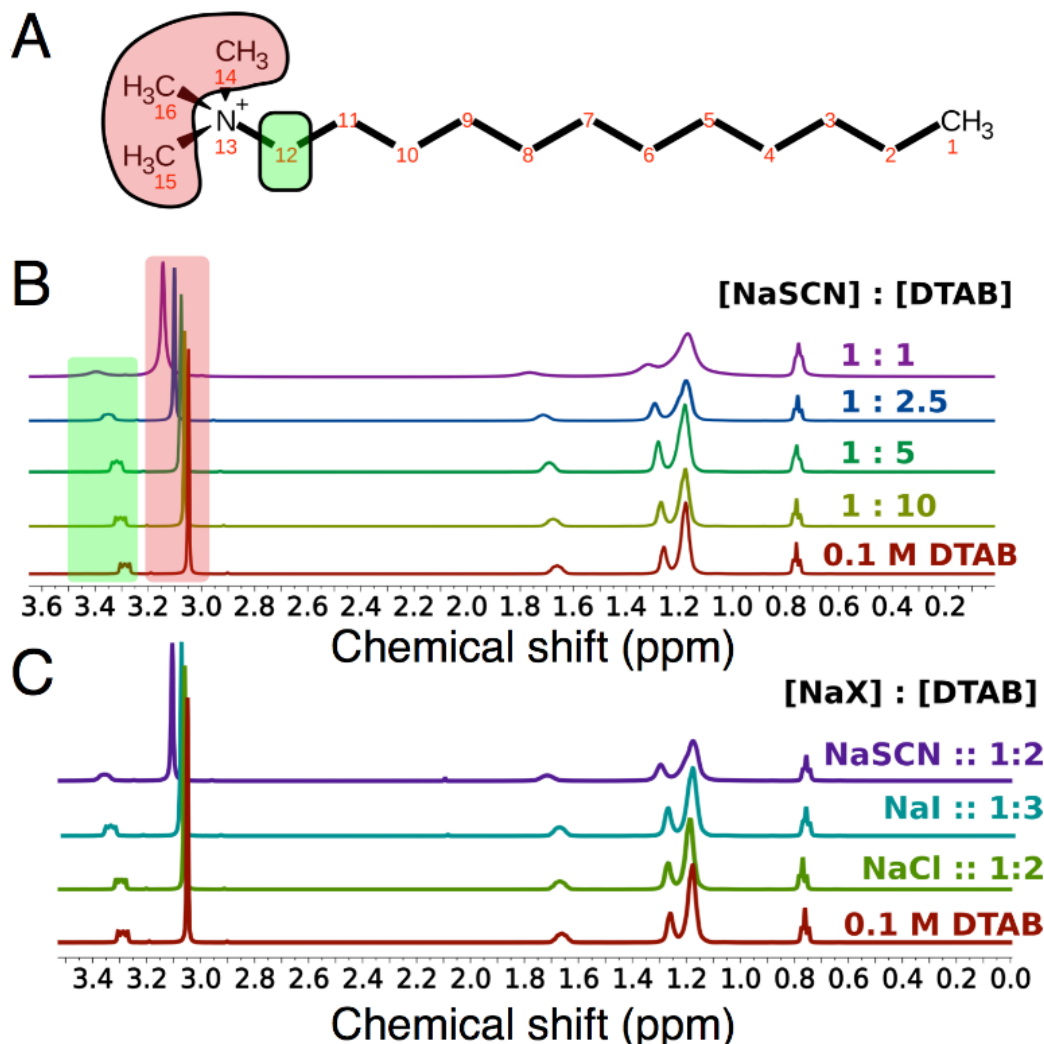 A
CH3
14
H3C
16
N+
13
H3C
15
12
11
10
9
8
7
6
5
4
3
2
CH3
1
B
[NaSCN] : [DTAB]
1 : 1
1 : 2.5
1 : 5
1 : 10
0.1 M DTAB
3.6 3.4 3.2 3.0 2.8 2.6 2.4 2.2 2.0 1.8 1.6 1.4 1.2 1.0 0.8 0.6 0.4 0.2
Chemical shift (ppm)
C
[NaX] : [DTAB]
NaSCN :: 1:2
NaI :: 1:3
NaCl :: 1:2
0.1 M DTAB
3.4 3.2 3.0 2.8 2.6 2.4 2.2 2.0 1.8 1.6 1.4 1.2 1.0 0.8 0.6 0.4 0.2 0.0
Chemical shift (ppm)